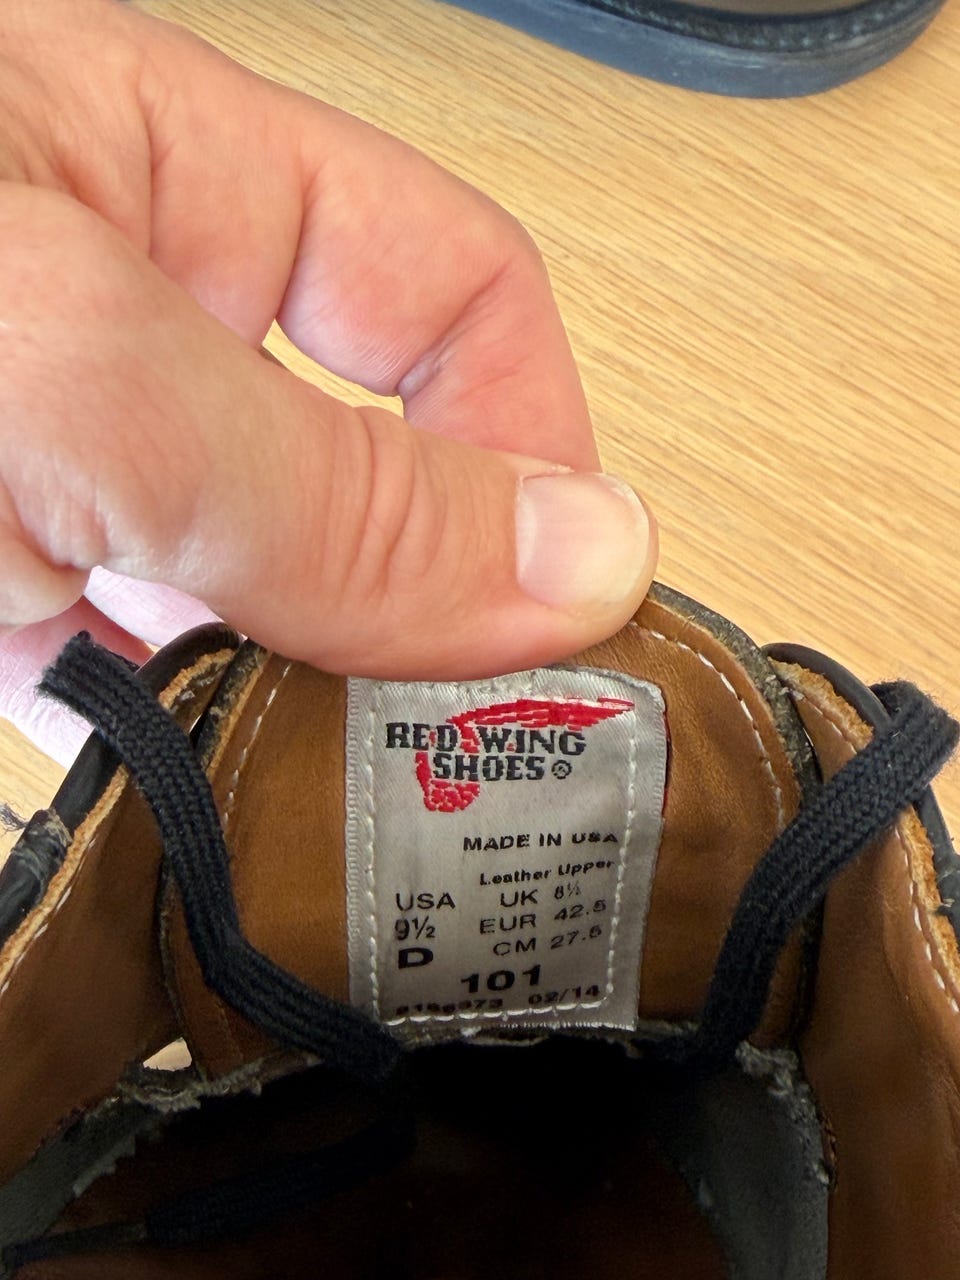 RED WING
SHOES®
MADE IN USA
Leather Upper
USA UK 8½
9½ EUR 42.5
D CM 27.5
101
02/14